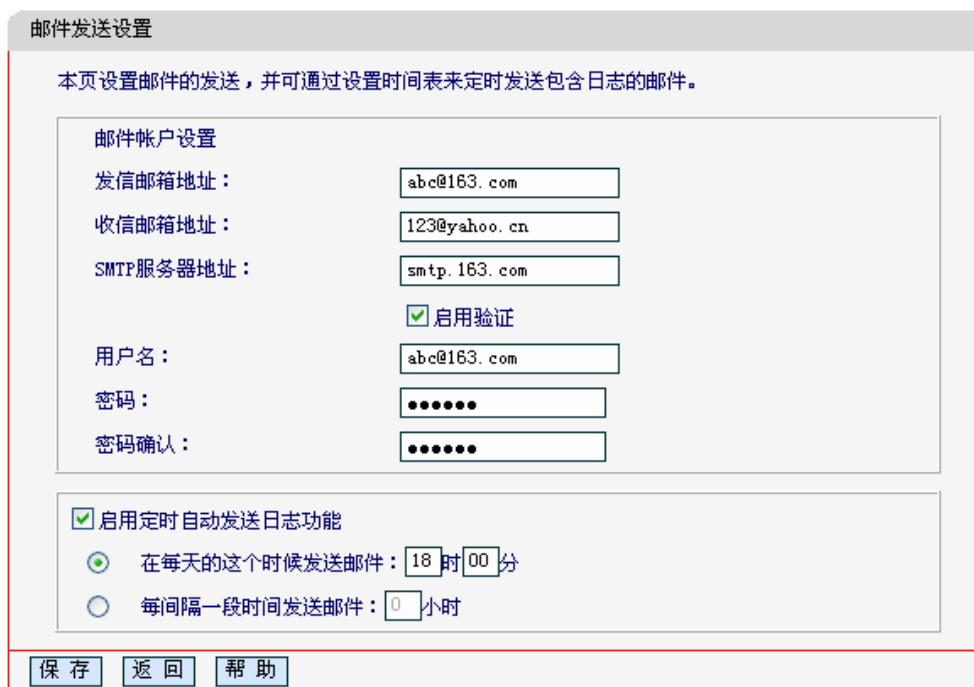 邮件发送设置
本页设置邮件的发送，并可通过设置时间表来定时发送包含日志的邮件。
邮件帐户设置
发信邮箱地址： abc@163.com
收信邮箱地址： 123@yahoo.cn
SMTP服务器地址： smtp.163.com
启用验证
用户名： abc@163.com
密码： ●●●●●●
密码确认： ●●●●●●
启用定时自动发送日志功能
在每天的这个时候发送邮件：18时00分
每间隔一段时间发送邮件：0小时
保存 返回 帮助